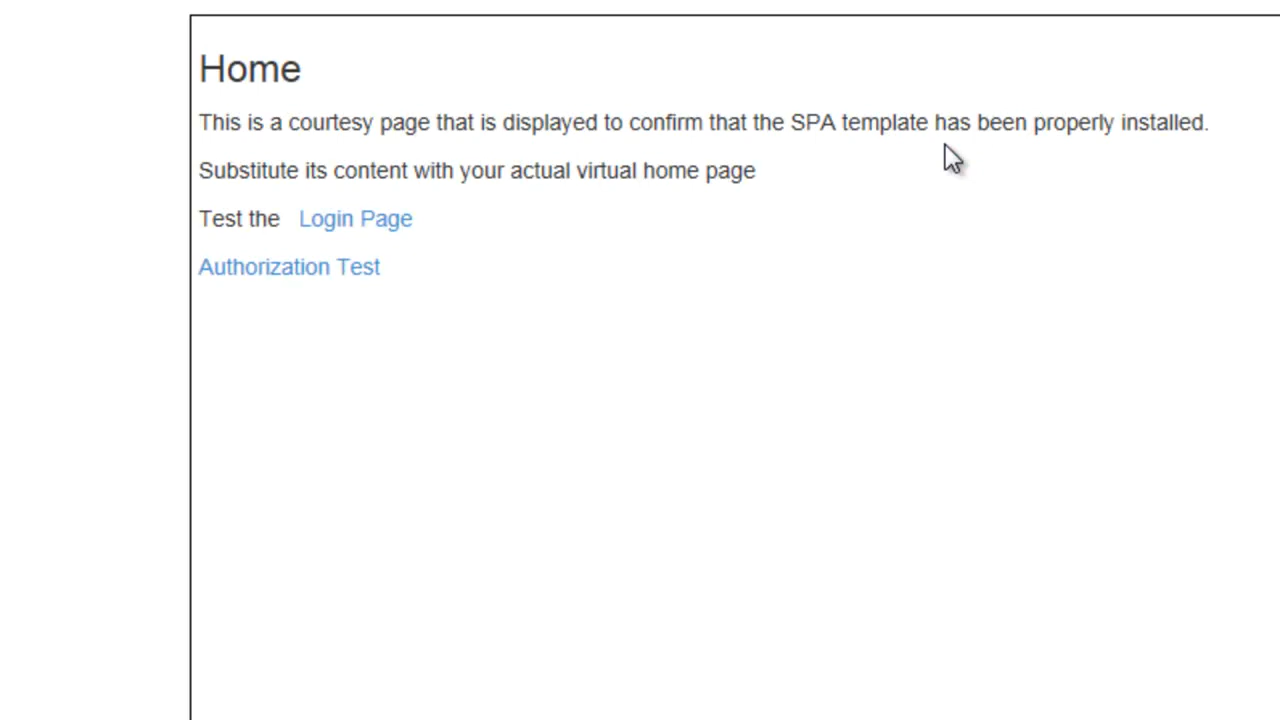 Home
This is a courtesy page that is displayed to confirm that the SPA template has been properly installed.
Substitute its content with your actual virtual home page
Test the Login Page
Authorization Test